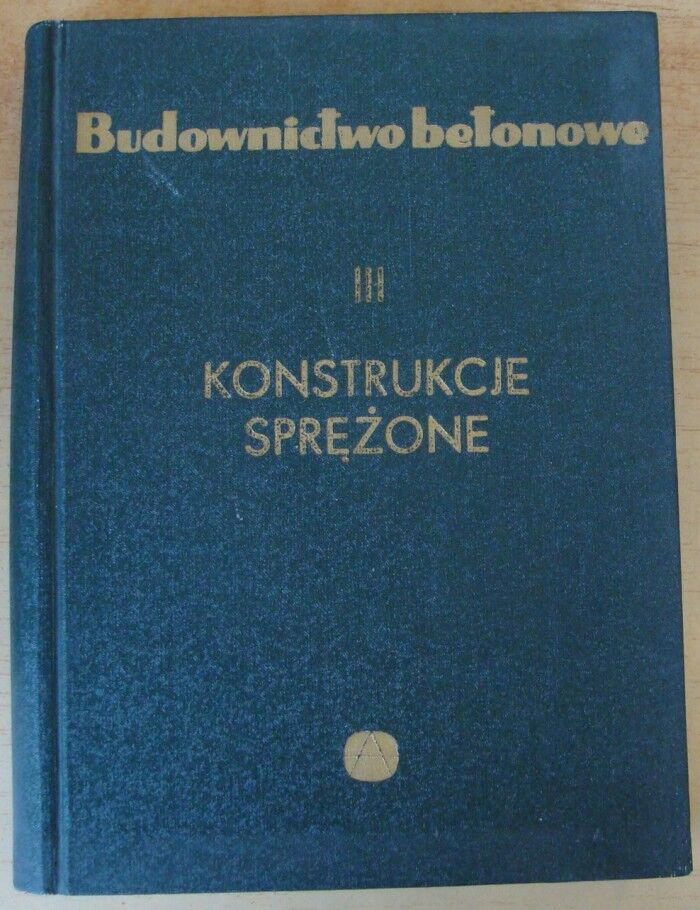 Budownictwo betonowe
III
KONSTRUKCJE
SPRĘŻONE
A